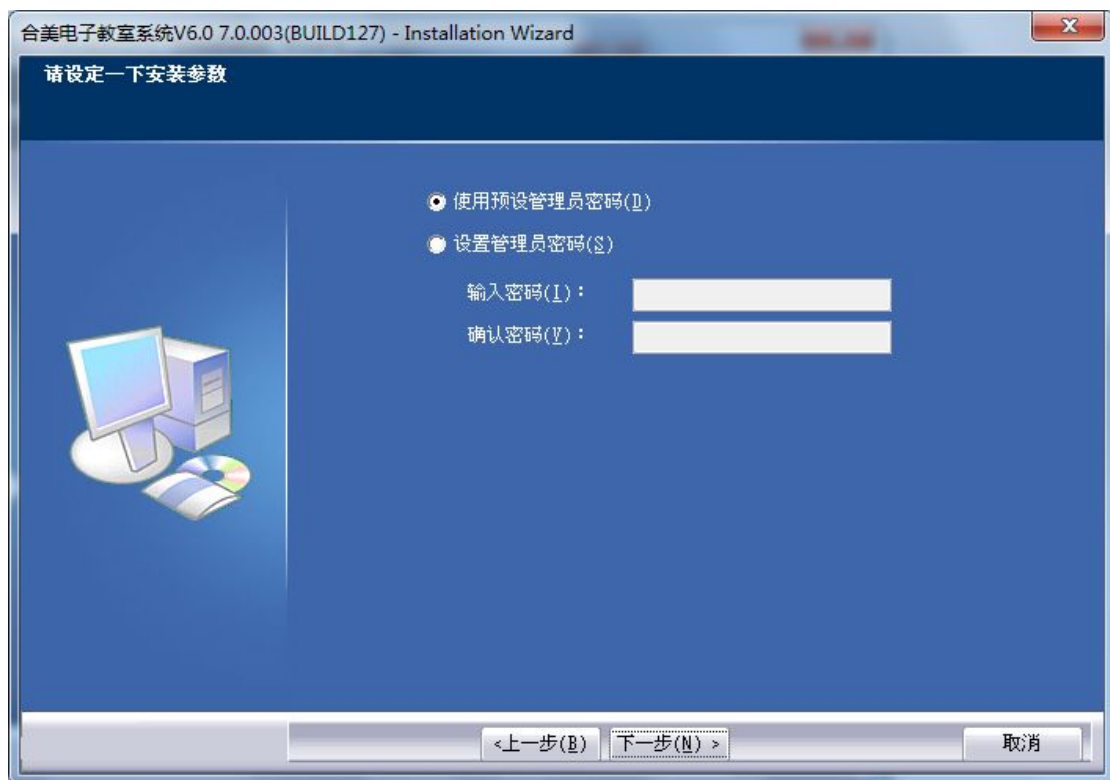 合美电子教室系统V6.0 7.0.003(BUILD127) - Installation Wizard
请设定一下安装参数
使用预设管理员密码(D)
设置管理员密码(S)
输入密码(I)：
确认密码(V)：
<上一步(B) 下一步(N) > 取消